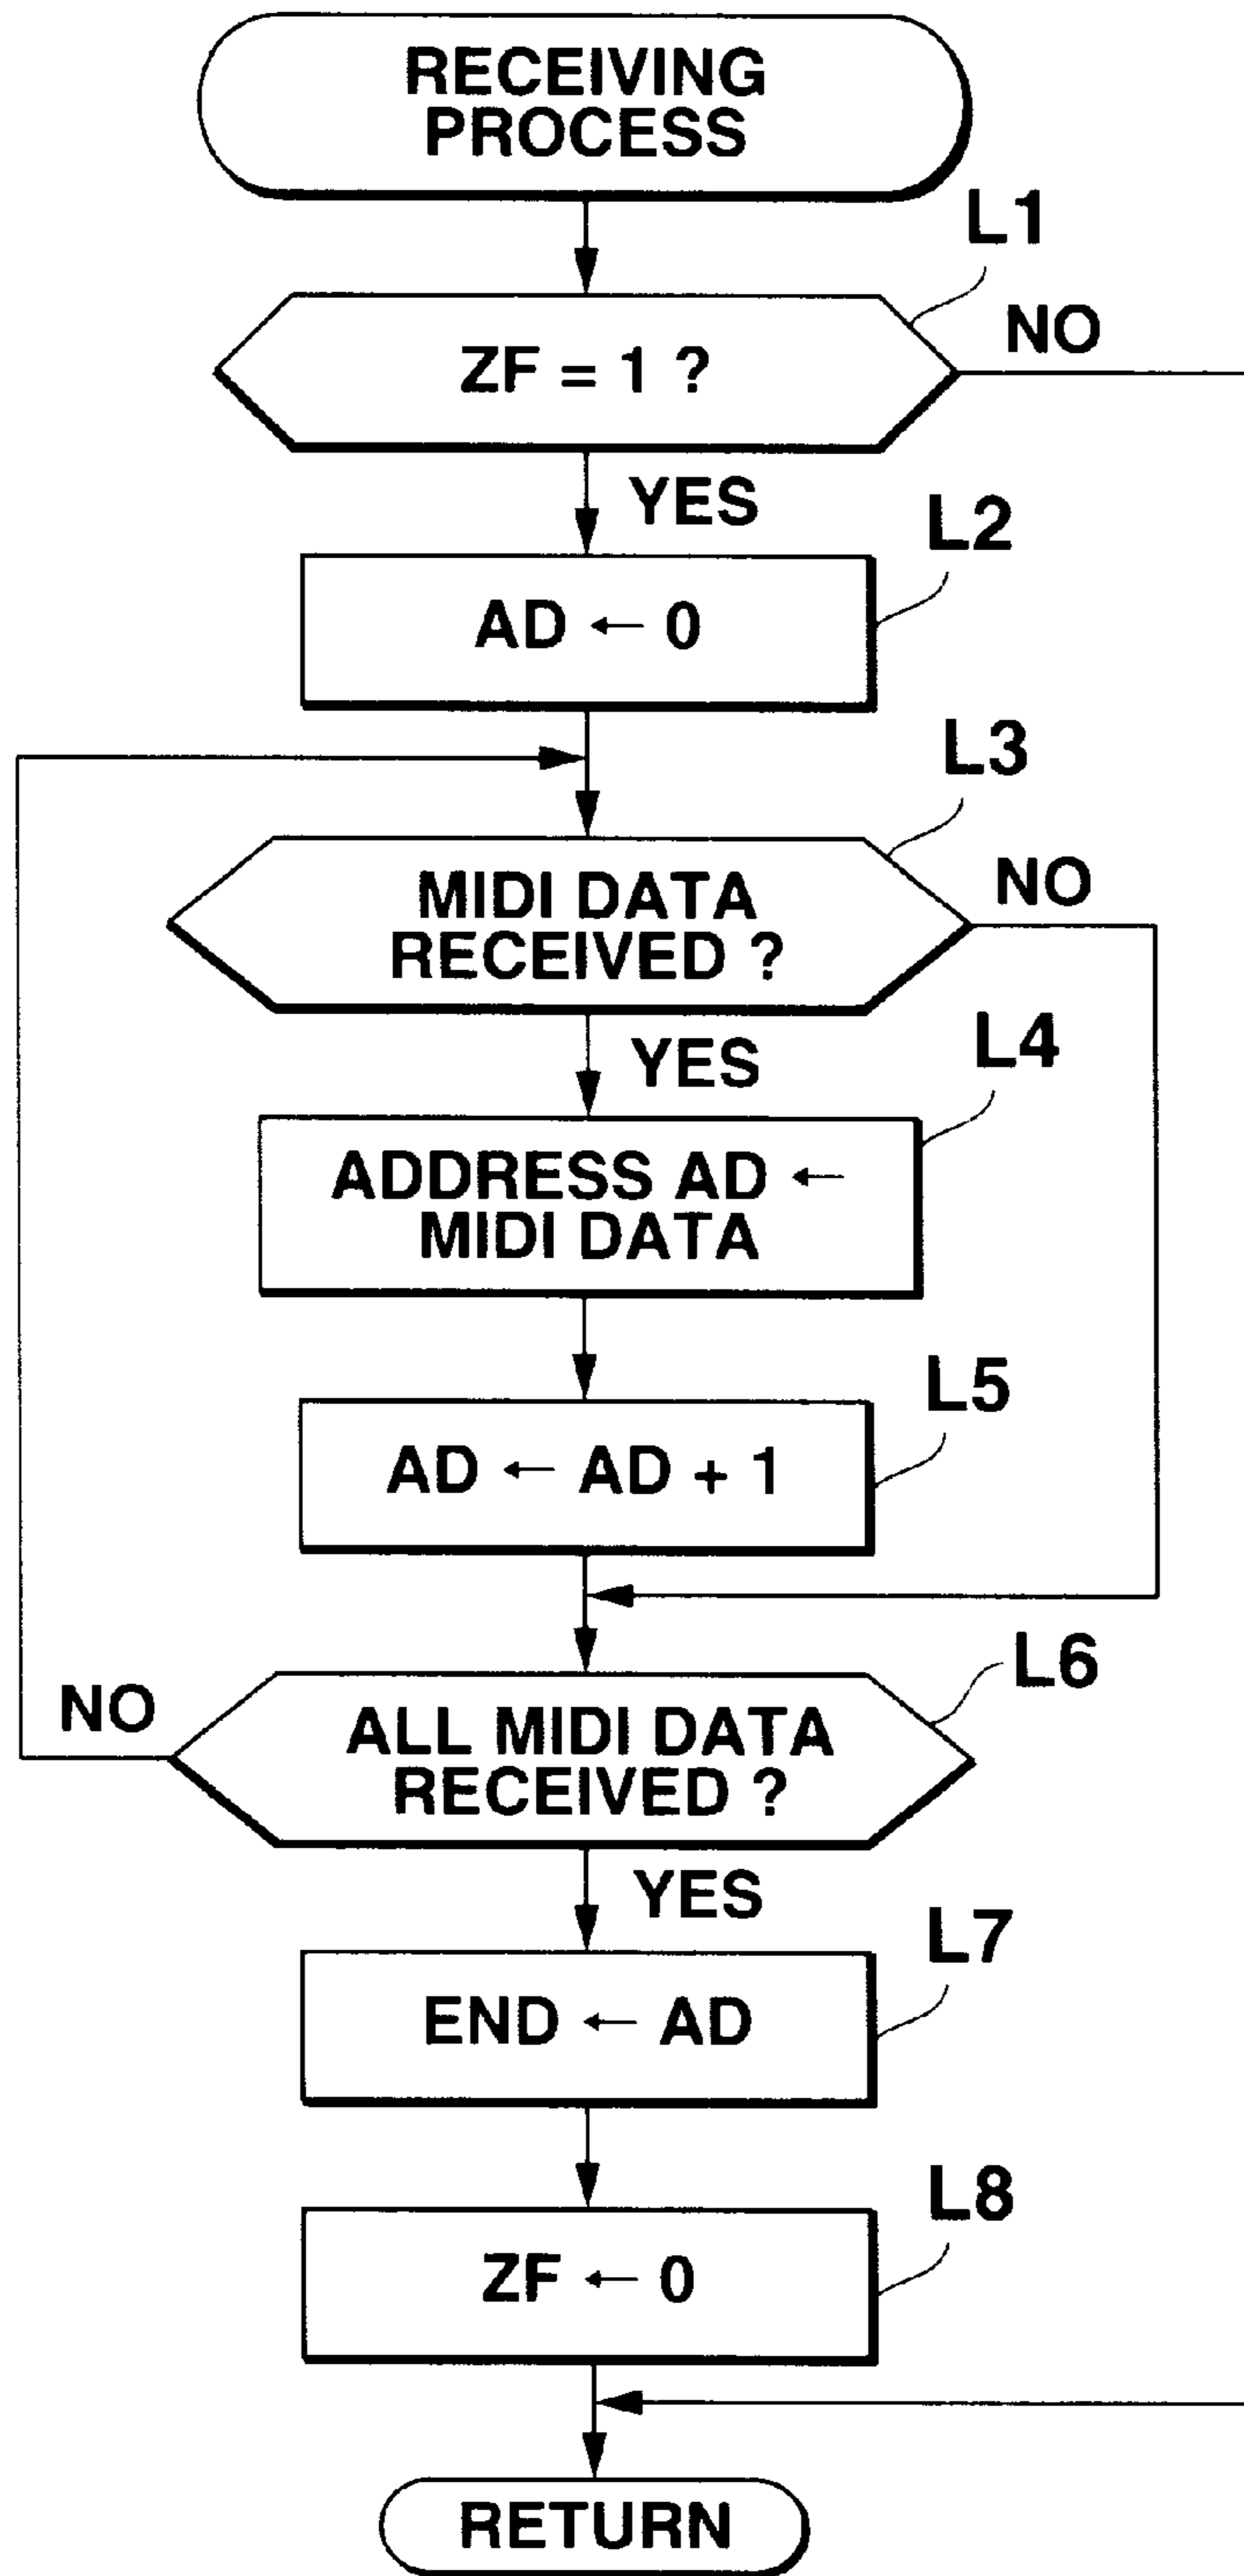 RECEIVING
PROCESS
L1
ZF = 1 ?
NO
YES
L2
AD ← 0
L3
MIDI DATA
RECEIVED ?
NO
YES
L4
ADDRESS AD ←
MIDI DATA
L5
AD ← AD + 1
L6
NO
ALL MIDI DATA
RECEIVED ?
YES
L7
END ← AD
L8
ZF ← 0
RETURN